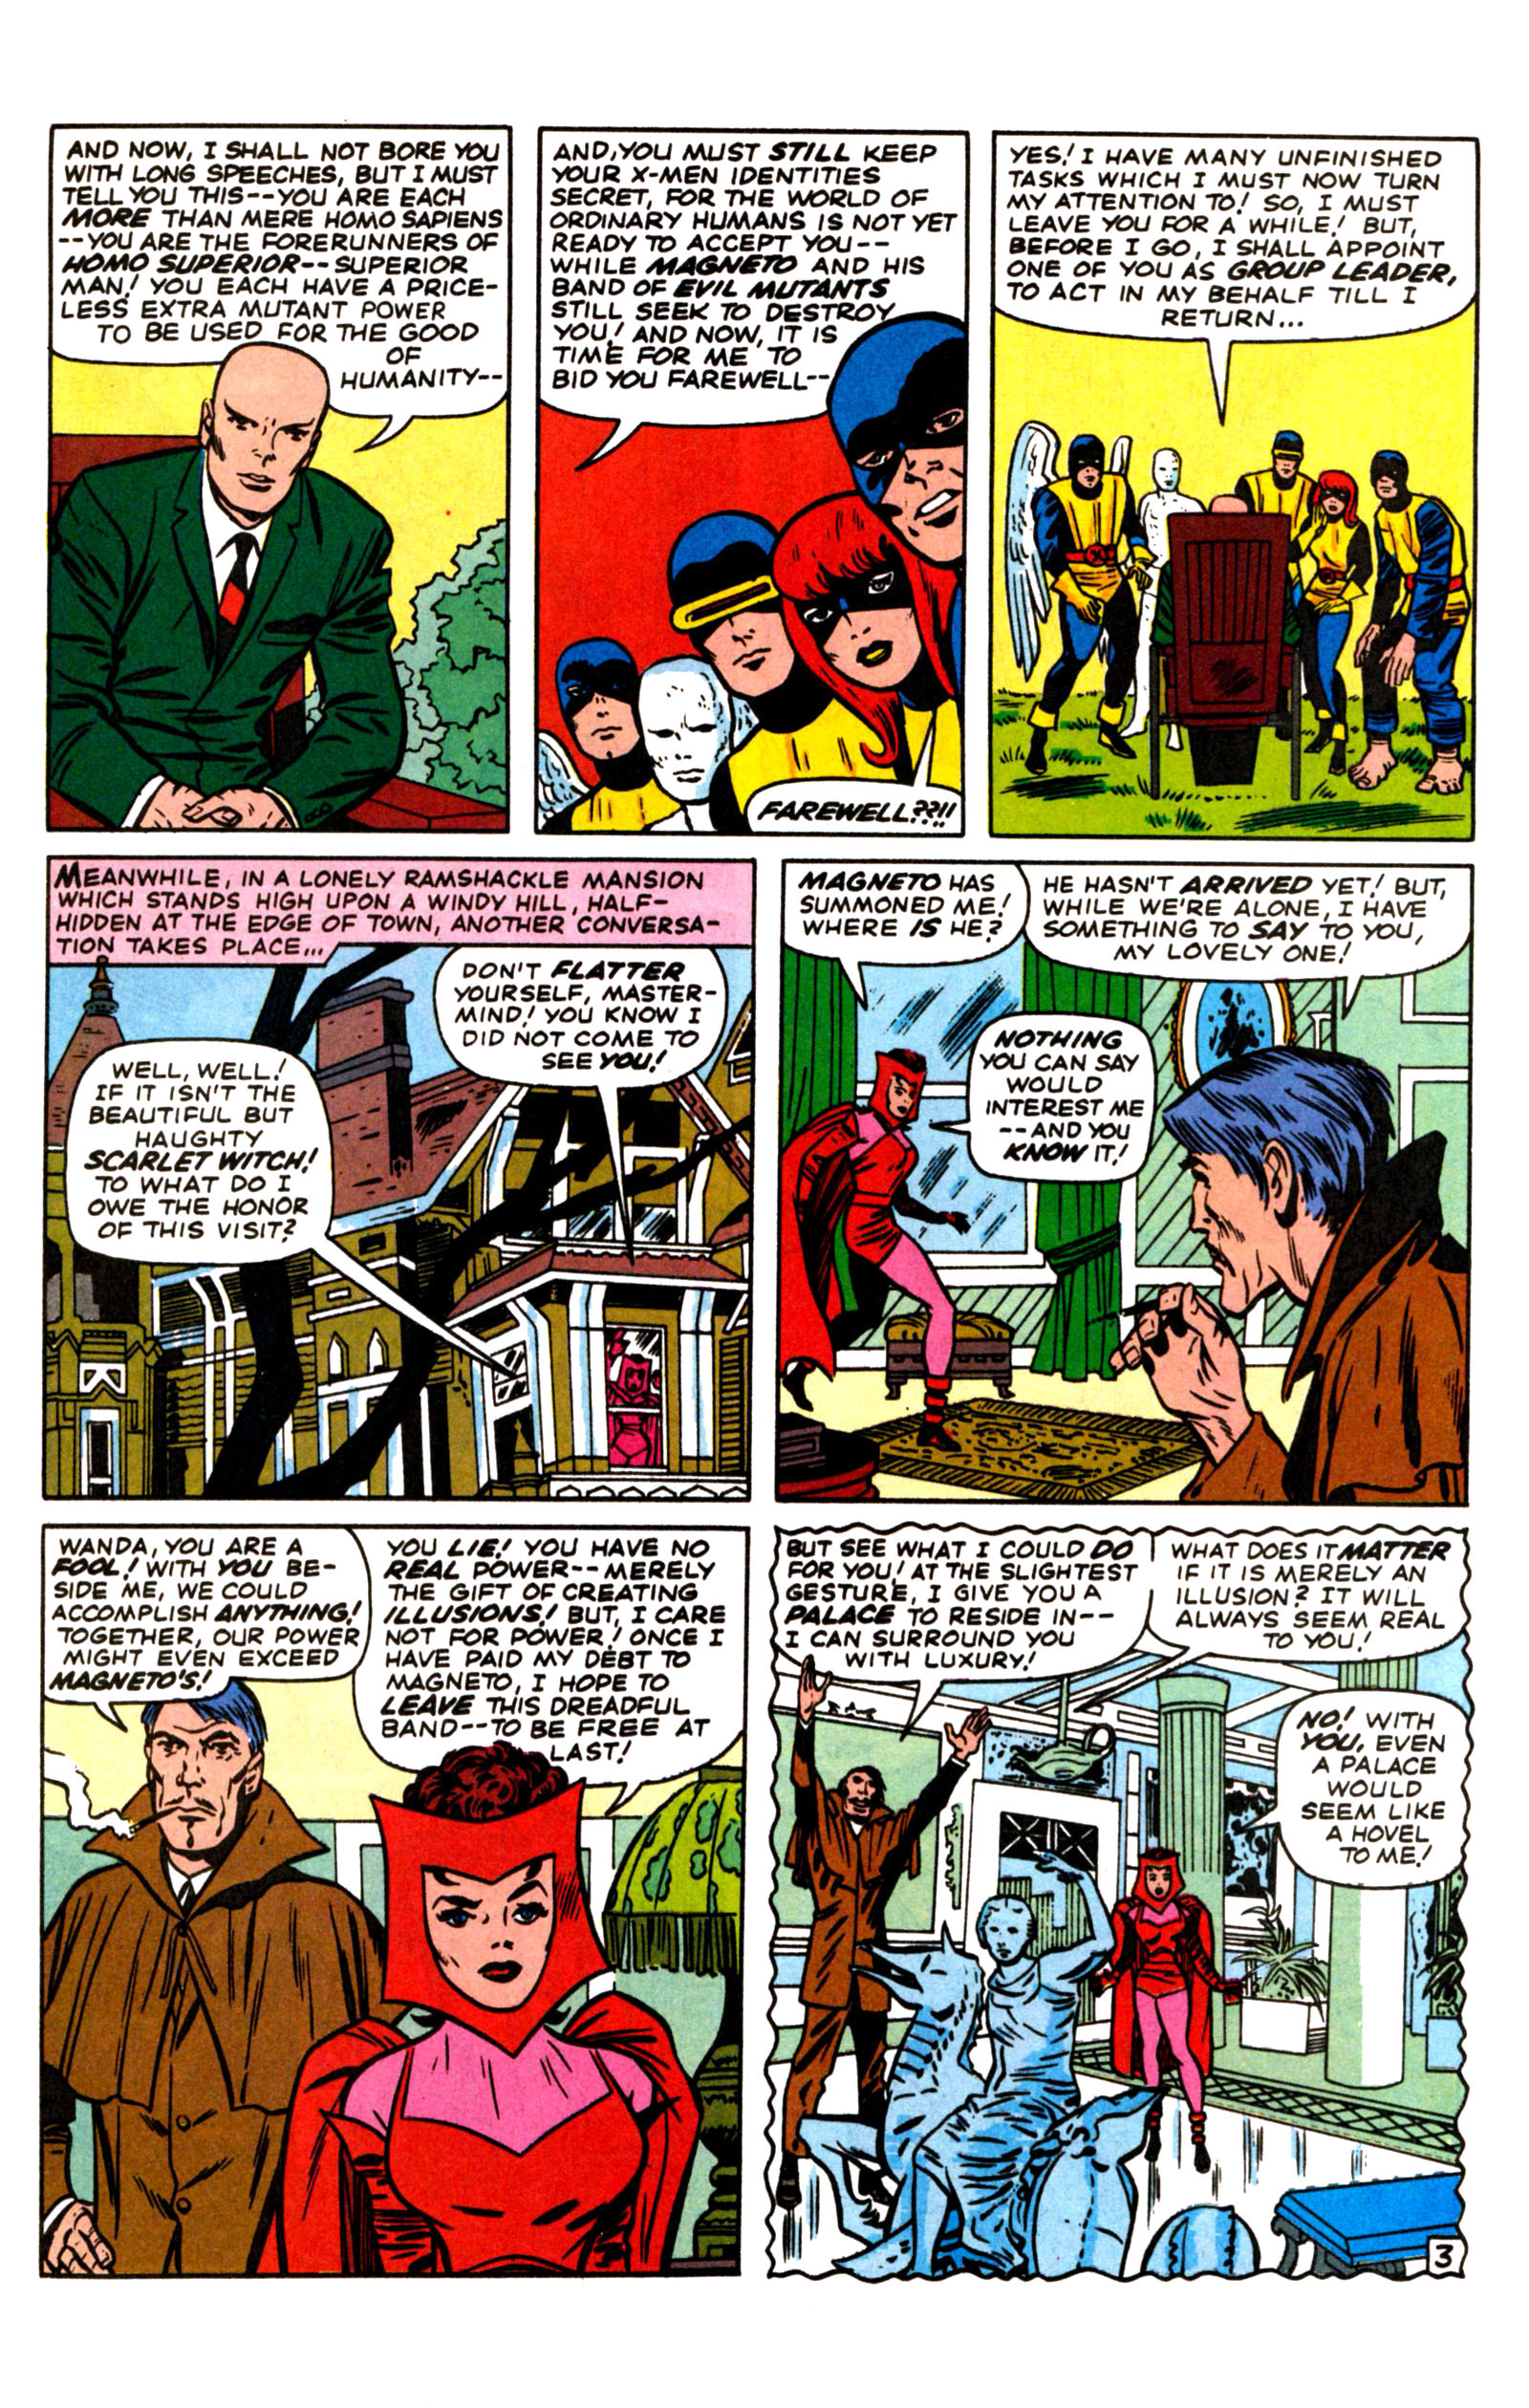 AND NOW, I SHALL NOT BORE YOU
WITH LONG SPEECHES, BUT I MUST
TELL YOU THIS--YOU ARE EACH
MORE THAN MERE HOMO SAPIENS
--YOU ARE THE FORERUNNERS OF
HOMO SUPERIOR--SUPERIOR
MAN! YOU EACH HAVE A PRICE-
LESS EXTRA MUTANT POWER
TO BE USED FOR THE GOOD
OF
HUMANITY--
AND, YOU MUST STILL KEEP
YOUR X-MEN IDENTITIES
SECRET, FOR THE WORLD OF
ORDINARY HUMANS IS NOT YET
READY TO ACCEPT YOU--
WHILE MAGNETO AND HIS
BAND OF EVIL MUTANTS
STILL SEEK TO DESTROY
YOU! AND NOW, IT IS
TIME FOR ME TO
BID YOU FAREWELL--
FAREWELL??!!
YES! I HAVE MANY UNFINISHED
TASKS WHICH I MUST NOW TURN
MY ATTENTION TO! SO, I MUST
LEAVE YOU FOR A WHILE! BUT,
BEFORE I GO, I SHALL APPOINT
ONE OF YOU AS GROUP LEADER,
TO ACT IN MY BEHALF TILL I
RETURN...
MEANWHILE, IN A LONELY RAMSHACKLE MANSION
WHICH STANDS HIGH UPON A WINDY HILL, HALF-
HIDDEN AT THE EDGE OF TOWN, ANOTHER CONVERSA-
TION TAKES PLACE...
WELL, WELL!
IF IT ISN'T THE
BEAUTIFUL BUT
HAUGHTY
SCARLET WITCH!
TO WHAT DO I
OWE THE HONOR
OF THIS VISIT?
DON'T FLATTER
YOURSELF, MASTER-
MIND! YOU KNOW I
DID NOT COME TO
SEE YOU!
MAGNETO HAS
SUMMONED ME!
WHERE IS HE?
HE HASN'T ARRIVED YET! BUT,
WHILE WE'RE ALONE, I HAVE
SOMETHING TO SAY TO YOU,
MY LOVELY ONE!
NOTHING
YOU CAN SAY
WOULD
INTEREST ME
--AND YOU
KNOW IT!
WANDA, YOU ARE A
FOOL! WITH YOU BE-
SIDE ME, WE COULD
ACCOMPLISH ANYTHING!
TOGETHER, OUR POWER
MIGHT EVEN EXCEED
MAGNETO'S!
YOU LIE! YOU HAVE NO
REAL POWER--MERELY
THE GIFT OF CREATING
ILLUSIONS! BUT, I CARE
NOT FOR POWER! ONCE I
HAVE PAID MY DEBT TO
MAGNETO, I HOPE TO
LEAVE THIS DREADFUL
BAND--TO BE FREE AT
LAST!
BUT SEE WHAT I COULD DO
FOR YOU! AT THE SLIGHTEST
GESTURE, I GIVE YOU A
PALACE TO RESIDE IN--
I CAN SURROUND YOU
WITH LUXURY!
WHAT DOES IT MATTER
IF IT IS MERELY AN
ILLUSION? IT WILL
ALWAYS SEEM REAL
TO YOU!
NO! WITH
YOU, EVEN
A PALACE
WOULD
SEEM LIKE
A HOVEL
TO ME!
3